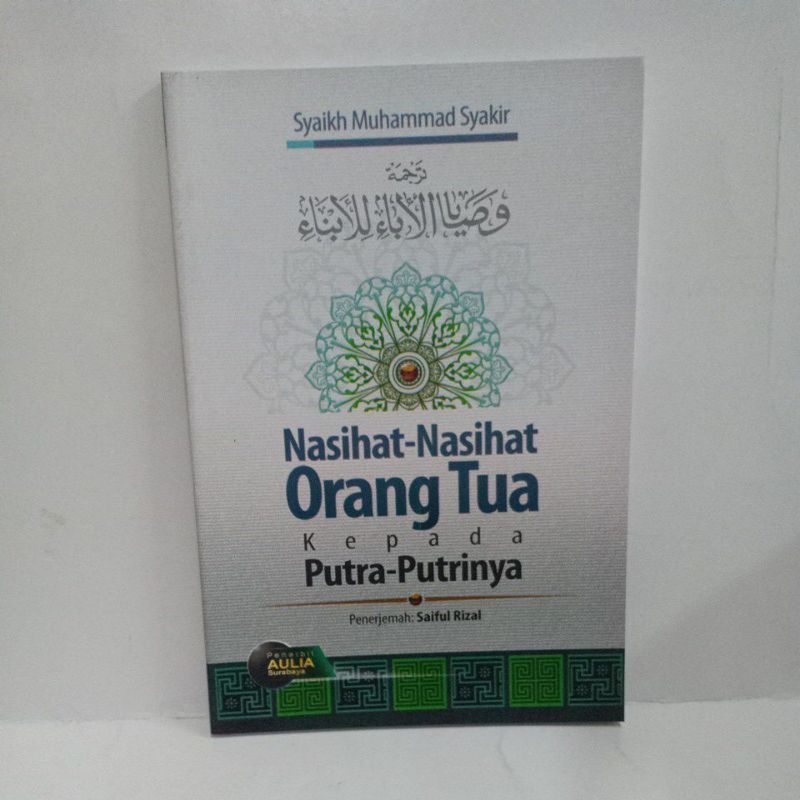 Syaikh Muhammad Syakir
ترجمة
وصايا الأباء للأبناء
Nasihat-Nasihat
Orang Tua
Kepada
Putra-Putrinya
Penerjemah: Saiful Rizal
Penerbit
AULIA
Surabaya